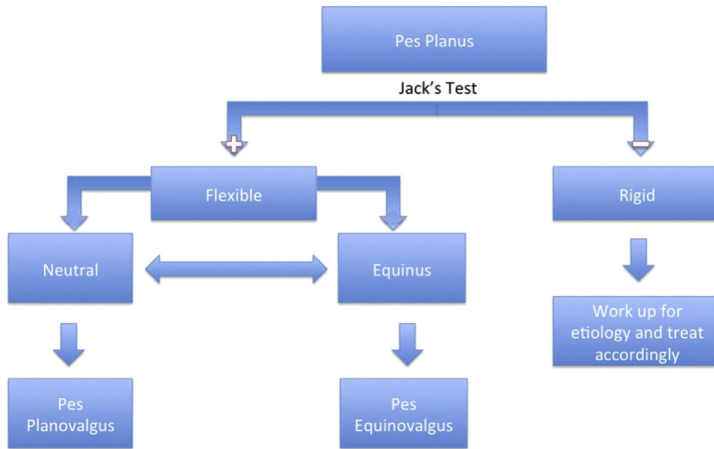 Pes Planus
Jack's Test
+
−
Flexible
Rigid
Neutral
Equinus
Work up for
etiology and treat
accordingly
Pes
Planovalgus
Pes
Equinovalgus